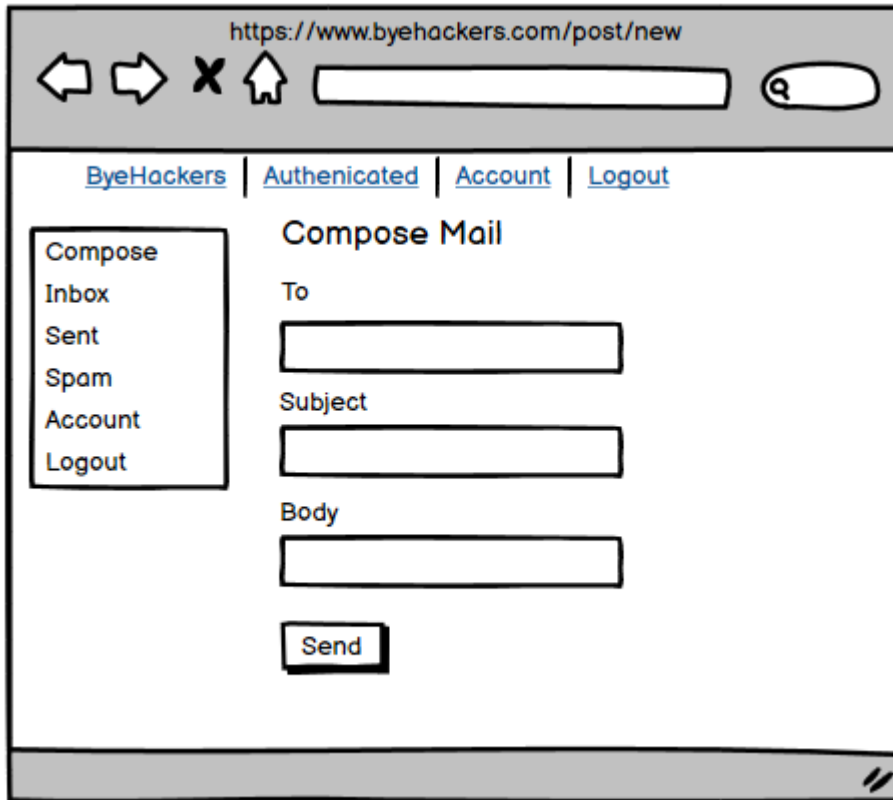 https://www.byehackers.com/post/new
ByeHackers Authenicated Account Logout
Compose
Inbox
Sent
Spam
Account
Logout
Compose Mail
To
Subject
Body
Send